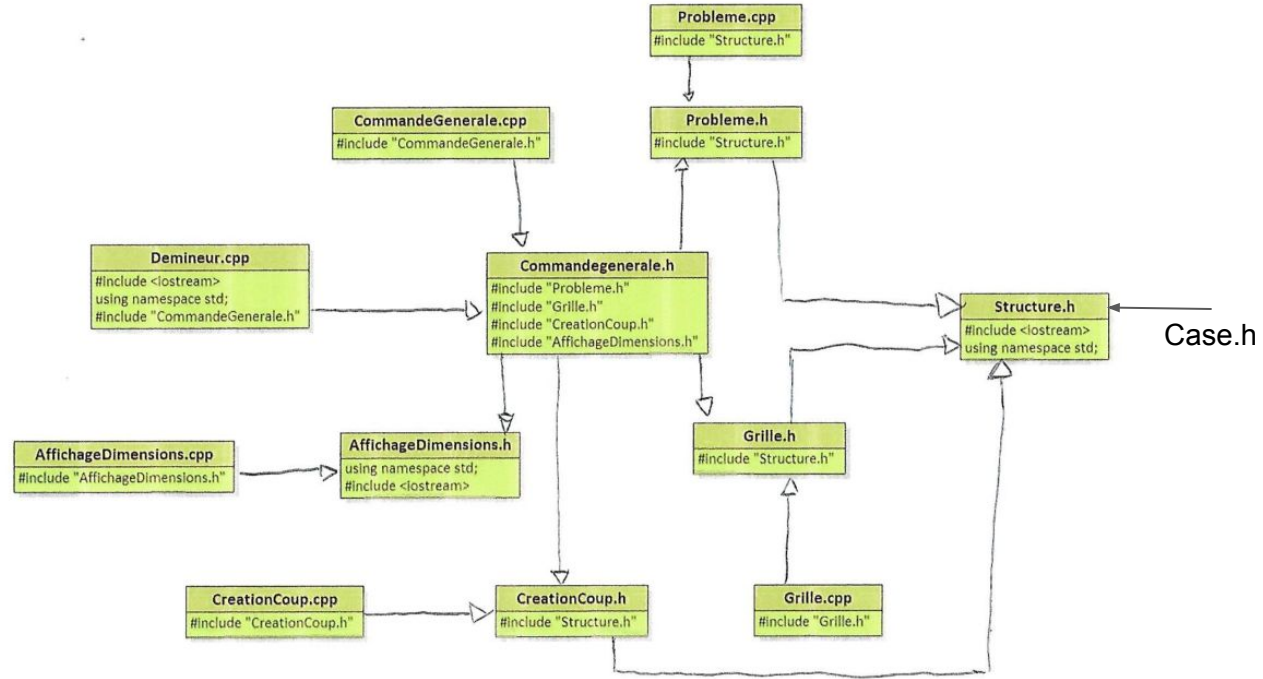 Probleme.cpp
#include "Structure.h"
CommandeGenerale.cpp
#include "CommandeGenerale.h"
Probleme.h
#include "Structure.h"
Demineur.cpp
#include <iostream>
using namespace std;
#include "CommandeGenerale.h"
Commandegenerale.h
#include "Probleme.h"
#include "Grille.h"
#include "CreationCoup.h"
#include "AffichageDimensions.h"
Structure.h
#include <iostream>
using namespace std;
Case.h
AffichageDimensions.cpp
#include "AffichageDimensions.h"
AffichageDimensions.h
using namespace std;
#include <iostream>
Grille.h
#include "Structure.h"
CreationCoup.cpp
#include "CreationCoup.h"
CreationCoup.h
#include "Structure.h"
Grille.cpp
#include "Grille.h"